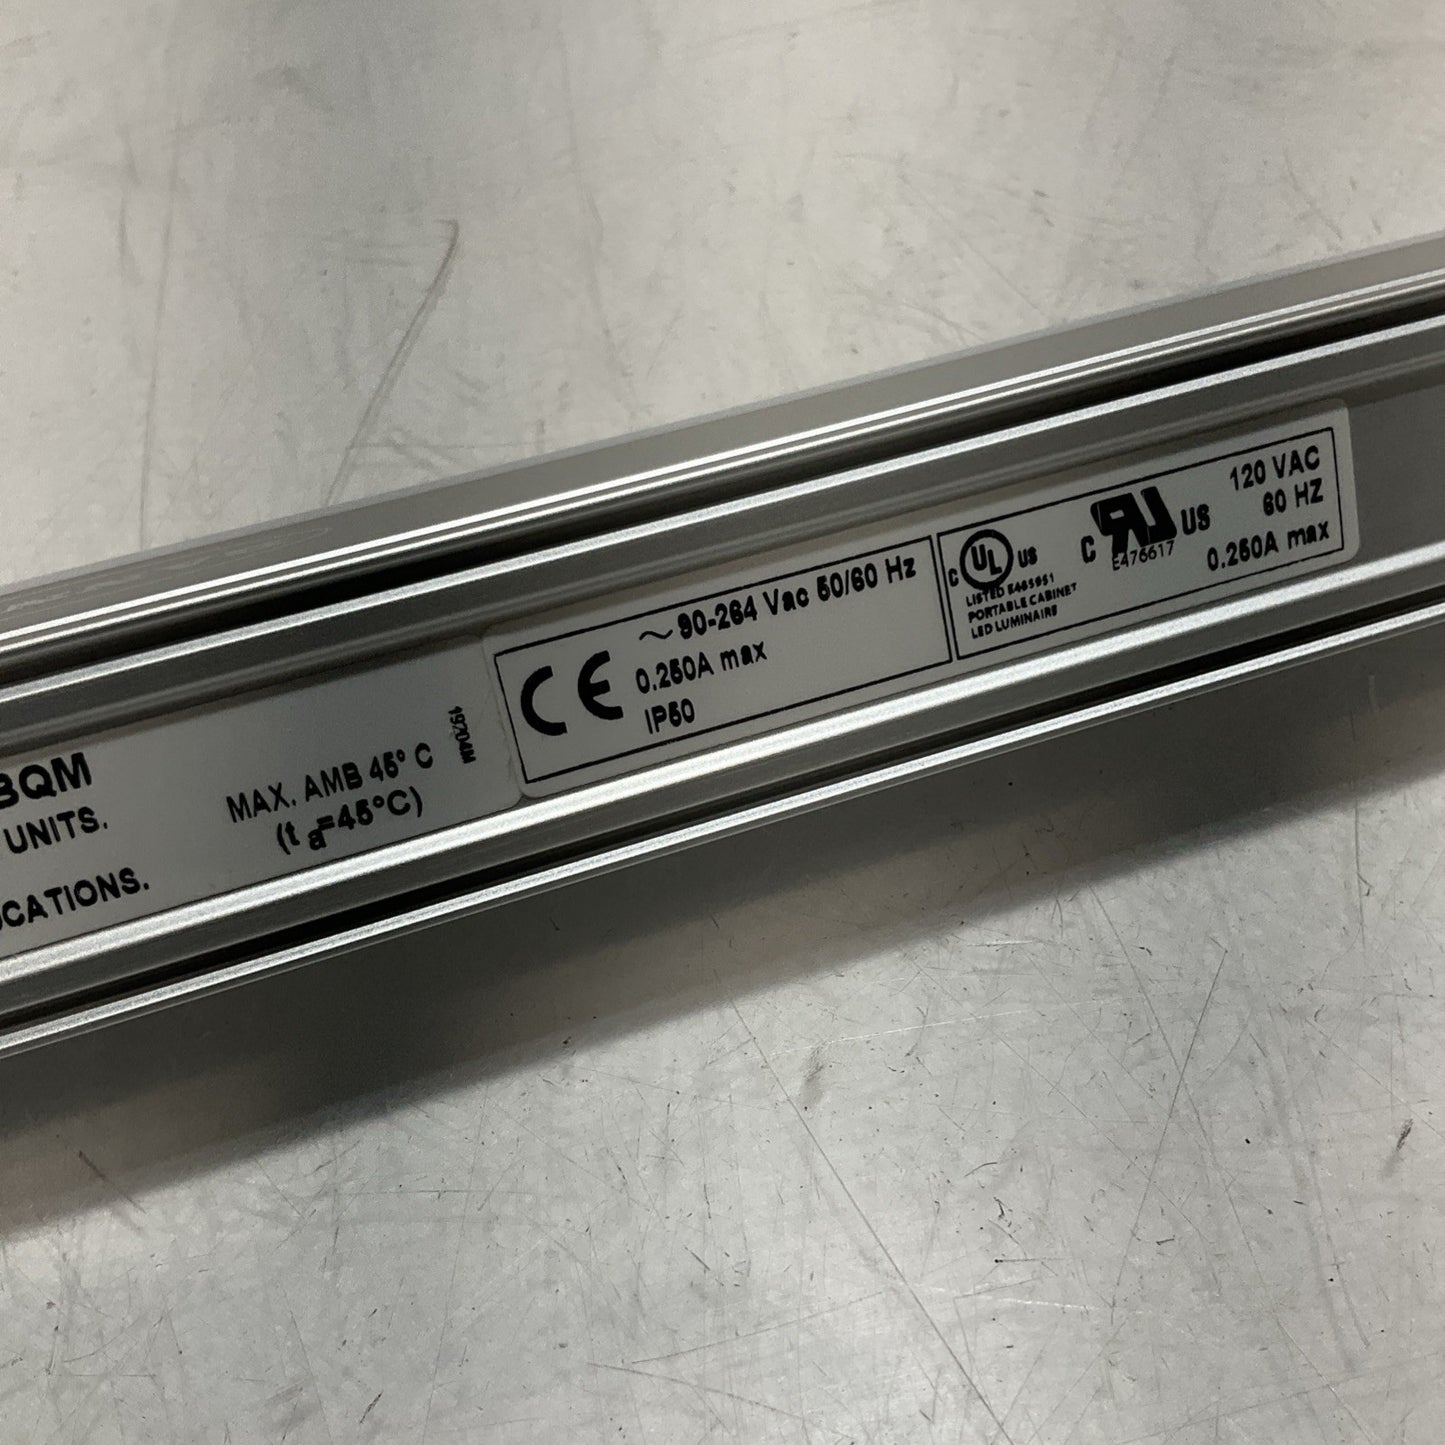 BQM
UNITS.
CATIONS.
MAX. AMB 45° C
(t a=45°C)
CE
~ 90-264 Vac 50/60 Hz
0.250A max
IP50
C UL US
LISTED
PORTABLE CABINET
LED LUMINAIRE
C RU US
E476617
120 VAC
60 HZ
0.250A max